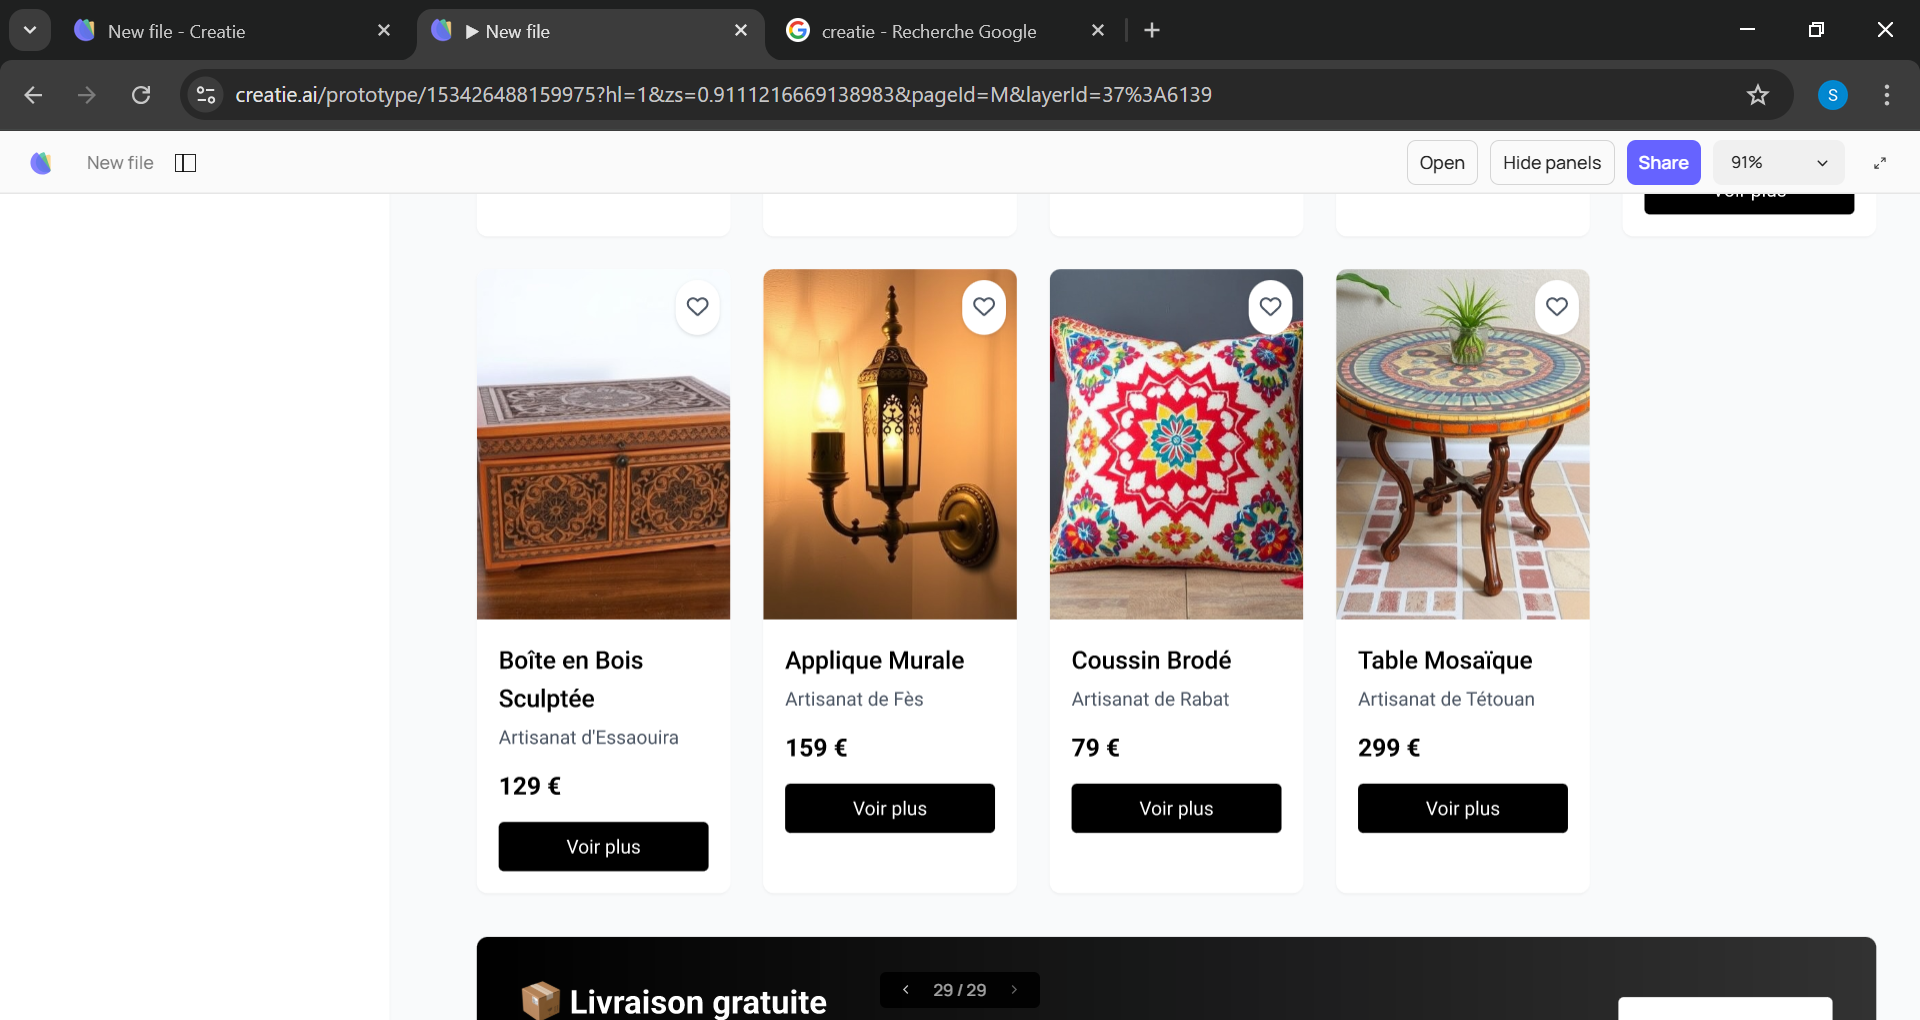 New file - Creatie
New file
creatie - Recherche Google
creatie.ai/prototype/153426488159975?hl=1&zs=0.9111216669138983&pageId=M&layerId=37%3A6139
S
New file
Open
Hide panels
Share
91%
Voir plus
Boîte en Bois
Sculptée
Artisanat d'Essaouira
129 €
Voir plus
Applique Murale
Artisanat de Fès
159 €
Voir plus
Coussin Brodé
Artisanat de Rabat
79 €
Voir plus
Table Mosaïque
Artisanat de Tétouan
299 €
Voir plus
Livraison gratuite
29 / 29